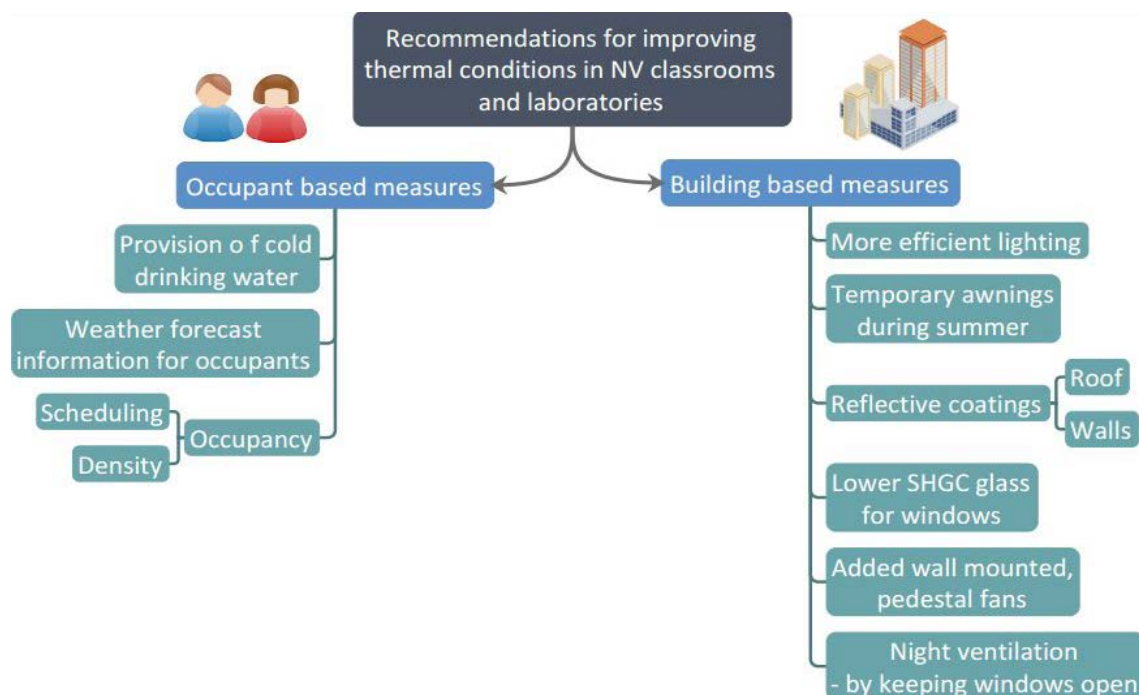 Recommendations for improving
thermal conditions in NV classrooms
and laboratories
Occupant based measures
Provision o f cold
drinking water
Weather forecast
information for occupants
Occupancy
Scheduling
Density
Building based measures
More efficient lighting
Temporary awnings
during summer
Reflective coatings
Roof
Walls
Lower SHGC glass
for windows
Added wall mounted,
pedestal fans
Night ventilation
- by keeping windows open